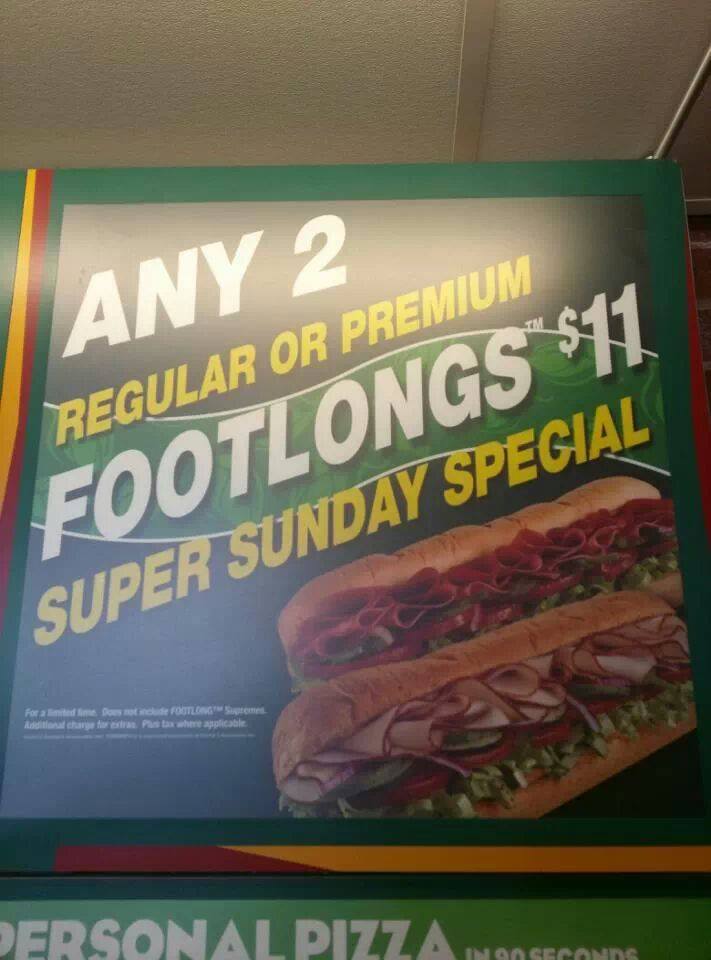 ANY 2
REGULAR OR PREMIUM
FOOTLONGS™ $11
SUPER SUNDAY SPECIAL
For a limited time. Does not include FOOTLONG™ Supremes.
Additional charge for extras. Plus tax where applicable.
PERSONAL PIZZA IN 90 SECONDS